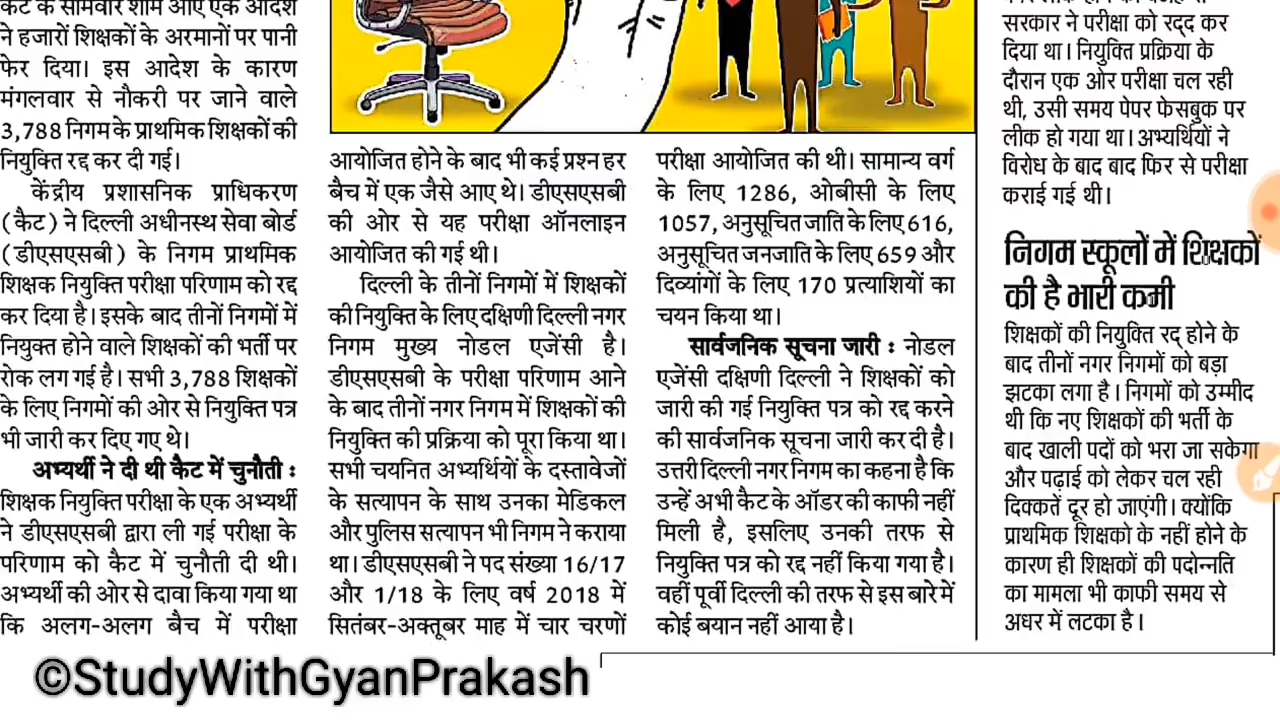 कैट के सोमवार शाम आए एक आदेश
ने हजारों शिक्षकों के अरमानों पर पानी
फेर दिया। इस आदेश के कारण
मंगलवार से नौकरी पर जाने वाले
3,788 निगम के प्राथमिक शिक्षकों की
नियुक्ति रद्द कर दी गई।
केंद्रीय प्रशासनिक प्राधिकरण
(कैट) ने दिल्ली अधीनस्थ सेवा बोर्ड
(डीएसएसबी) के निगम प्राथमिक
शिक्षक नियुक्ति परीक्षा परिणाम को रद्द
कर दिया है। इसके बाद तीनों निगमों में
नियुक्त होने वाले शिक्षकों की भर्ती पर
रोक लग गई है। सभी 3,788 शिक्षकों
के लिए निगमों की ओर से नियुक्ति पत्र
भी जारी कर दिए गए थे।
अभ्यर्थी ने दी थी कैट में चुनौती :
शिक्षक नियुक्ति परीक्षा के एक अभ्यर्थी
ने डीएसएसबी द्वारा ली गई परीक्षा के
परिणाम को कैट में चुनौती दी थी।
अभ्यर्थी की ओर से दावा किया गया था
कि अलग-अलग बैच में परीक्षा
आयोजित होने के बाद भी कई प्रश्न हर
बैच में एक जैसे आए थे। डीएसएसबी
की ओर से यह परीक्षा ऑनलाइन
आयोजित की गई थी।
दिल्ली के तीनों निगमों में शिक्षकों
की नियुक्ति के लिए दक्षिणी दिल्ली नगर
निगम मुख्य नोडल एजेंसी है।
डीएसएसबी के परीक्षा परिणाम आने
के बाद तीनों नगर निगम में शिक्षकों की
नियुक्ति की प्रक्रिया को पूरा किया था।
सभी चयनित अभ्यर्थियों के दस्तावेजों
के सत्यापन के साथ उनका मेडिकल
और पुलिस सत्यापन भी निगम ने कराया
था। डीएसएसबी ने पद संख्या 16/17
और 1/18 के लिए वर्ष 2018 में
सितंबर-अक्तूबर माह में चार चरणों
परीक्षा आयोजित की थी। सामान्य वर्ग
के लिए 1286, ओबीसी के लिए
1057, अनुसूचित जाति के लिए 616,
अनुसूचित जनजाति के लिए 659 और
दिव्यांगों के लिए 170 प्रत्याशियों का
चयन किया था।
सार्वजनिक सूचना जारी : नोडल
एजेंसी दक्षिणी दिल्ली ने शिक्षकों को
जारी की गई नियुक्ति पत्र को रद्द करने
की सार्वजनिक सूचना जारी कर दी है।
उत्तरी दिल्ली नगर निगम का कहना है कि
उन्हें अभी कैट के ऑडर की काफी नहीं
मिली है, इसलिए उनकी तरफ से
नियुक्ति पत्र को रद्द नहीं किया गया है।
वहीं पूर्वी दिल्ली की तरफ से इस बारे में
कोई बयान नहीं आया है।
सरकार ने परीक्षा को रद्द कर
दिया था। नियुक्ति प्रक्रिया के
दौरान एक ओर परीक्षा चल रही
थी, उसी समय पेपर फेसबुक पर
लीक हो गया था। अभ्यर्थियों ने
विरोध के बाद बाद फिर से परीक्षा
कराई गई थी।
निगम स्कूलों में शिक्षकों
की है भारी कमी
शिक्षकों की नियुक्ति रद् होने के
बाद तीनों नगर निगमों को बड़ा
झटका लगा है। निगमों को उम्मीद
थी कि नए शिक्षकों की भर्ती के
बाद खाली पदों को भरा जा सकेगा
और पढ़ाई को लेकर चल रही
दिक्कतें दूर हो जाएंगी। क्योंकि
प्राथमिक शिक्षको के नहीं होने के
कारण ही शिक्षकों की पदोन्नति
का मामला भी काफी समय से
अधर में लटका है।
©StudyWithGyanPrakash